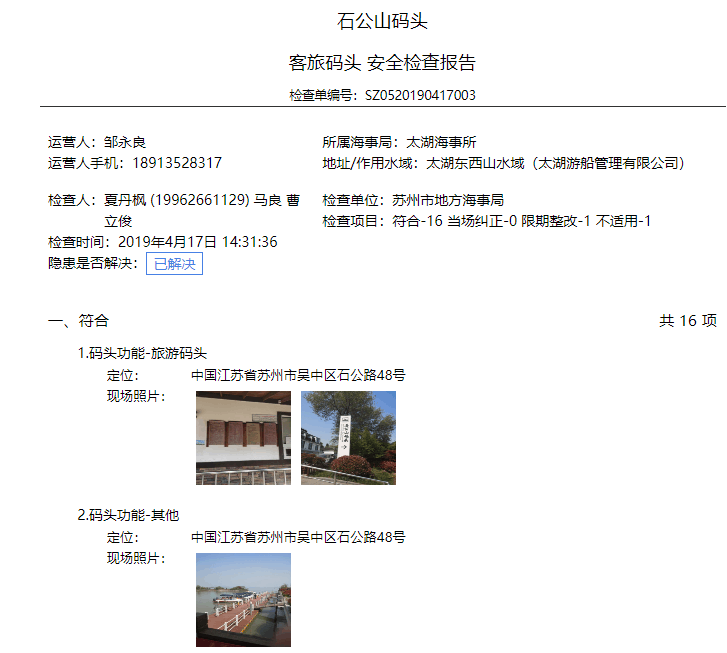 石公山码头
客旅码头 安全检查报告
检查单编号：SZ0520190417003
运营人：邹永良
所属海事局：太湖海事所
运营人手机：18913528317
地址/作用水域：太湖东西山水域（太湖游船管理有限公司）
检查人：夏丹枫 (19962661129) 马良 曹
立俊
检查单位：苏州市地方海事局
检查项目：符合-16 当场纠正-0 限期整改-1 不适用-1
检查时间：2019年4月17日 14:31:36
隐患是否解决：已解决
一、符合
共 16 项
1.码头功能-旅游码头
定位：中国江苏省苏州市吴中区石公路48号
现场照片：
2.码头功能-其他
定位：中国江苏省苏州市吴中区石公路48号
现场照片：